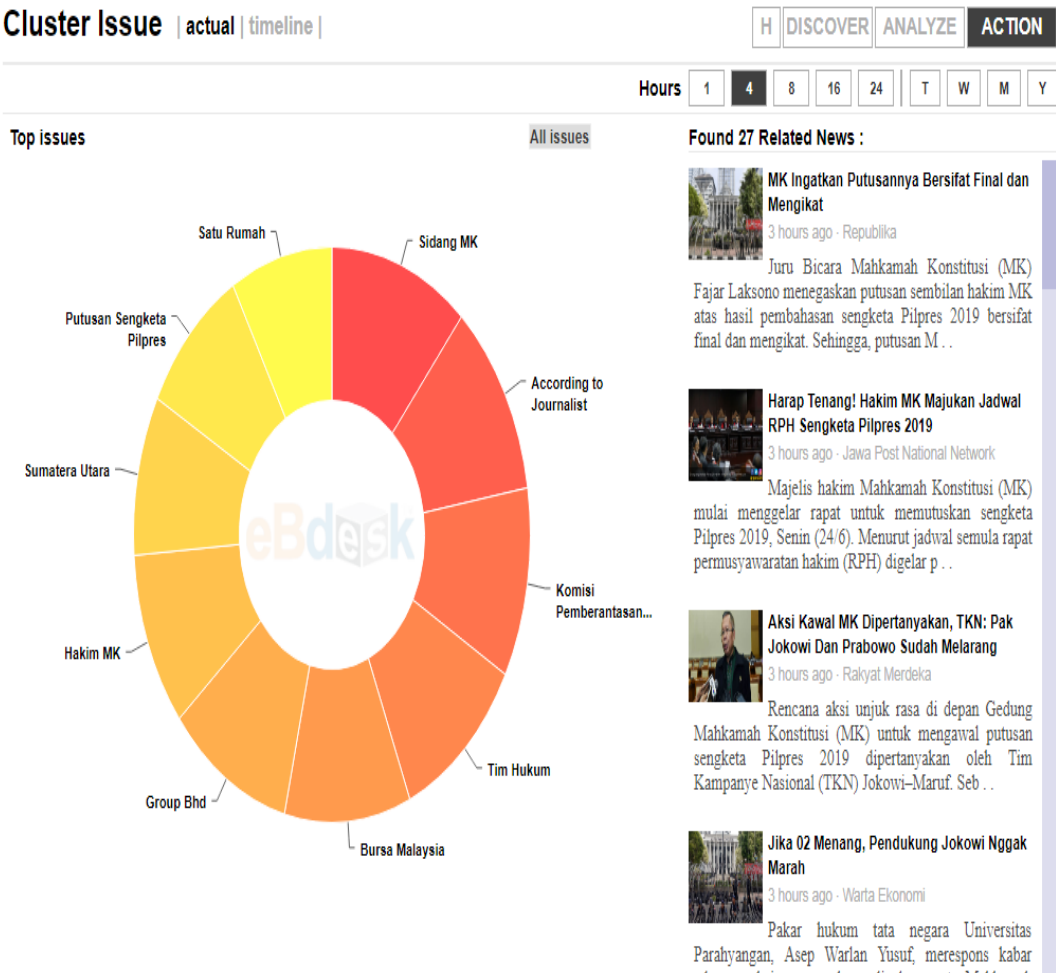 Cluster Issue | actual | timeline |
H DISCOVER ANALYZE ACTION
Hours 1 4 8 16 24 | T W M Y
Top issues
All issues
Satu Rumah
Sidang MK
Putusan Sengketa
Pilpres
According to
Journalist
Sumatera Utara
eBdesk
Komisi
Pemberantasan...
Hakim MK
Tim Hukum
Group Bhd
Bursa Malaysia
Found 27 Related News :
MK Ingatkan Putusannya Bersifat Final dan
Mengikat
3 hours ago · Republika
Juru Bicara Mahkamah Konstitusi (MK)
Fajar Laksono menegaskan putusan sembilan hakim MK
atas hasil pembahasan sengketa Pilpres 2019 bersifat
final dan mengikat. Sehingga, putusan M . .
Harap Tenang! Hakim MK Majukan Jadwal
RPH Sengketa Pilpres 2019
3 hours ago · Jawa Post National Network
Majelis hakim Mahkamah Konstitusi (MK)
mulai menggelar rapat untuk memutuskan sengketa
Pilpres 2019, Senin (24/6). Menurut jadwal semula rapat
permusyawaratan hakim (RPH) digelar p . .
Aksi Kawal MK Dipertanyakan, TKN: Pak
Jokowi Dan Prabowo Sudah Melarang
3 hours ago · Rakyat Merdeka
Rencana aksi unjuk rasa di depan Gedung
Mahkamah Konstitusi (MK) untuk mengawal putusan
sengketa Pilpres 2019 dipertanyakan oleh Tim
Kampanye Nasional (TKN) Jokowi–Maruf. Seb . .
Jika 02 Menang, Pendukung Jokowi Nggak
Marah
3 hours ago · Warta Ekonomi
Pakar hukum tata negara Universitas
Parahyangan, Asep Warlan Yusuf, merespons kabar